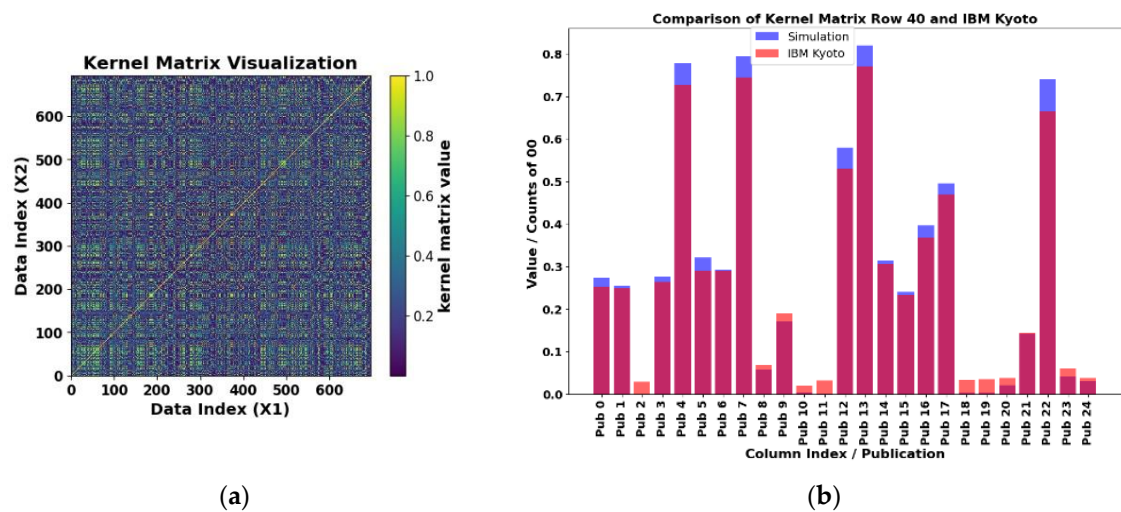 Kernel Matrix Visualization
600
500
400
300
200
100
0
0 100 200 300 400 500 600
Data Index (X2)
Data Index (X1)
1.0
0.8
0.6
0.4
0.2
kernel matrix value
(a)
Comparison of Kernel Matrix Row 40 and IBM Kyoto
Simulation
IBM Kyoto
0.8
0.7
0.6
0.5
0.4
0.3
0.2
0.1
0.0
Value / Counts of 00
Pub 0
Pub 1
Pub 2
Pub 3
Pub 4
Pub 5
Pub 6
Pub 7
Pub 8
Pub 9
Pub 10
Pub 11
Pub 12
Pub 13
Pub 14
Pub 15
Pub 16
Pub 17
Pub 18
Pub 19
Pub 20
Pub 21
Pub 22
Pub 23
Pub 24
Column Index / Publication
(b)